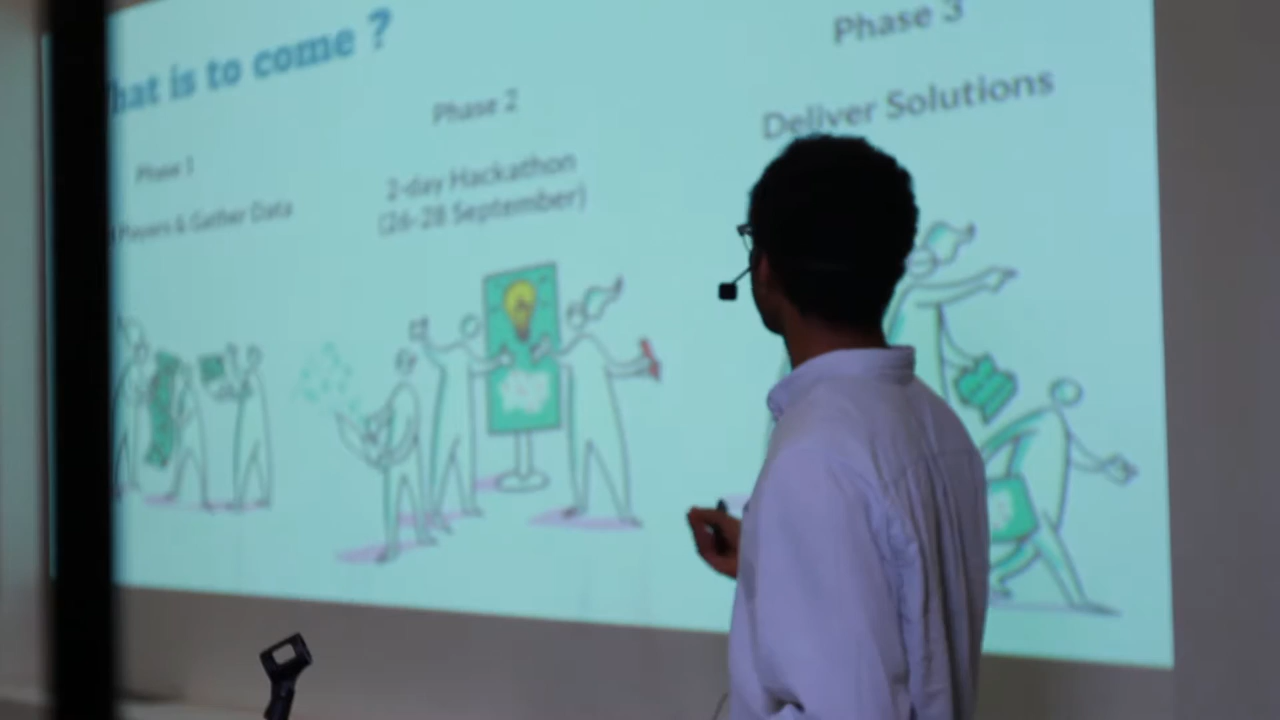 hat is to come ?
Phase 1
Players & Gather Data
Phase 2
2-day Hackathon
(26-28 September)
Phase 3
Deliver Solutions